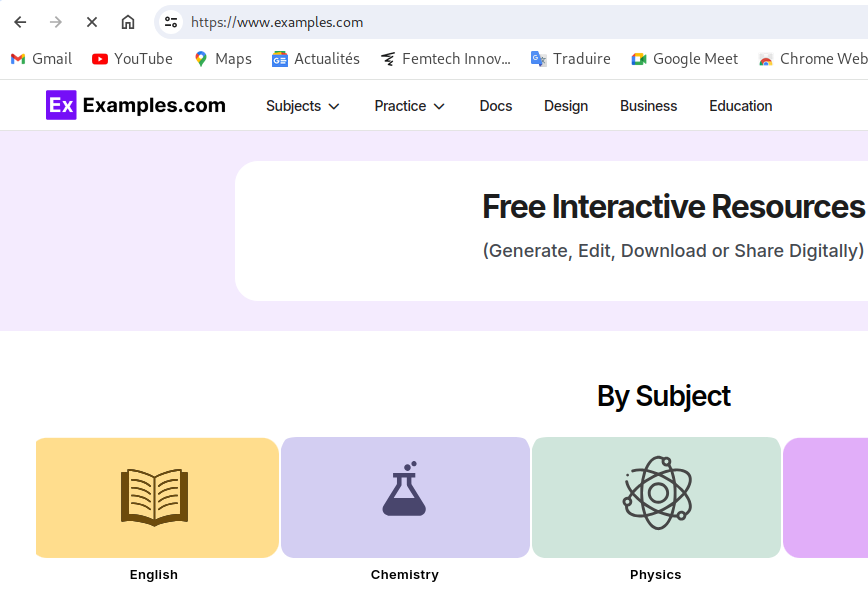 https://www.examples.com
Gmail YouTube Maps Actualités Femtech Innov... Traduire Google Meet Chrome Web
Ex Examples.com Subjects Practice Docs Design Business Education
Free Interactive Resources
(Generate, Edit, Download or Share Digitally)
By Subject
English Chemistry Physics